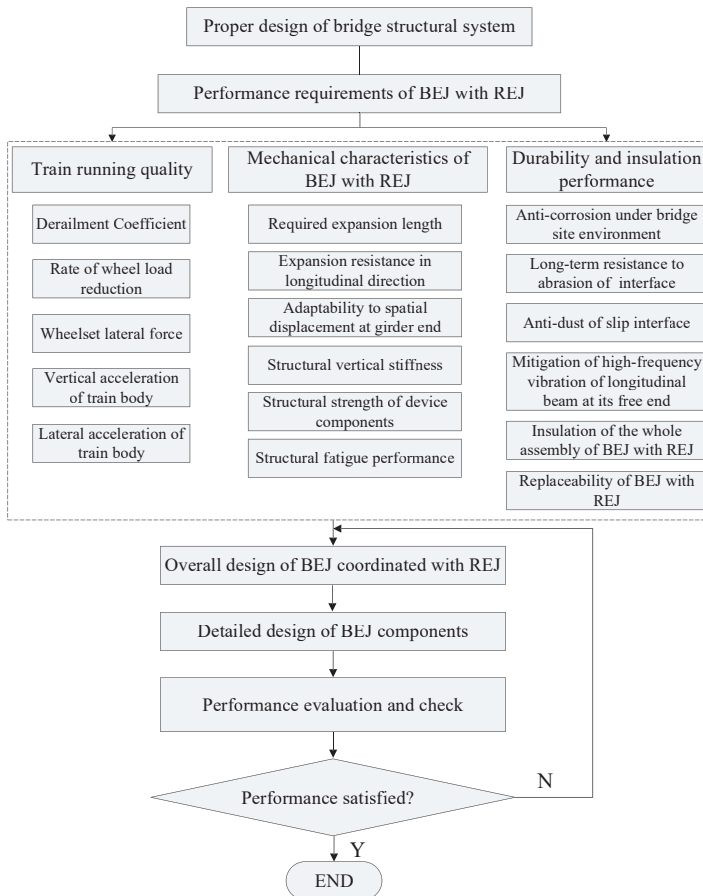 Proper design of bridge structural system
Performance requirements of BEJ with REJ
Train running quality
Derailment Coefficient
Rate of wheel load
reduction
Wheelset lateral force
Vertical acceleration
of train body
Lateral acceleration of
train body
Mechanical characteristics of
BEJ with REJ
Required expansion length
Expansion resistance in
longitudinal direction
Adaptability to spatial
displacement at girder end
Structural vertical stiffness
Structural strength of device
components
Structural fatigue performance
Durability and insulation
performance
Anti-corrosion under bridge
site environment
Long-term resistance to
abrasion of interface
Anti-dust of slip interface
Mitigation of high-frequency
vibration of longitudinal
beam at its free end
Insulation of the whole
assembly of BEJ with REJ
Replaceability of BEJ with
REJ
Overall design of BEJ coordinated with REJ
Detailed design of BEJ components
Performance evaluation and check
Performance satisfied?
N
Y
END